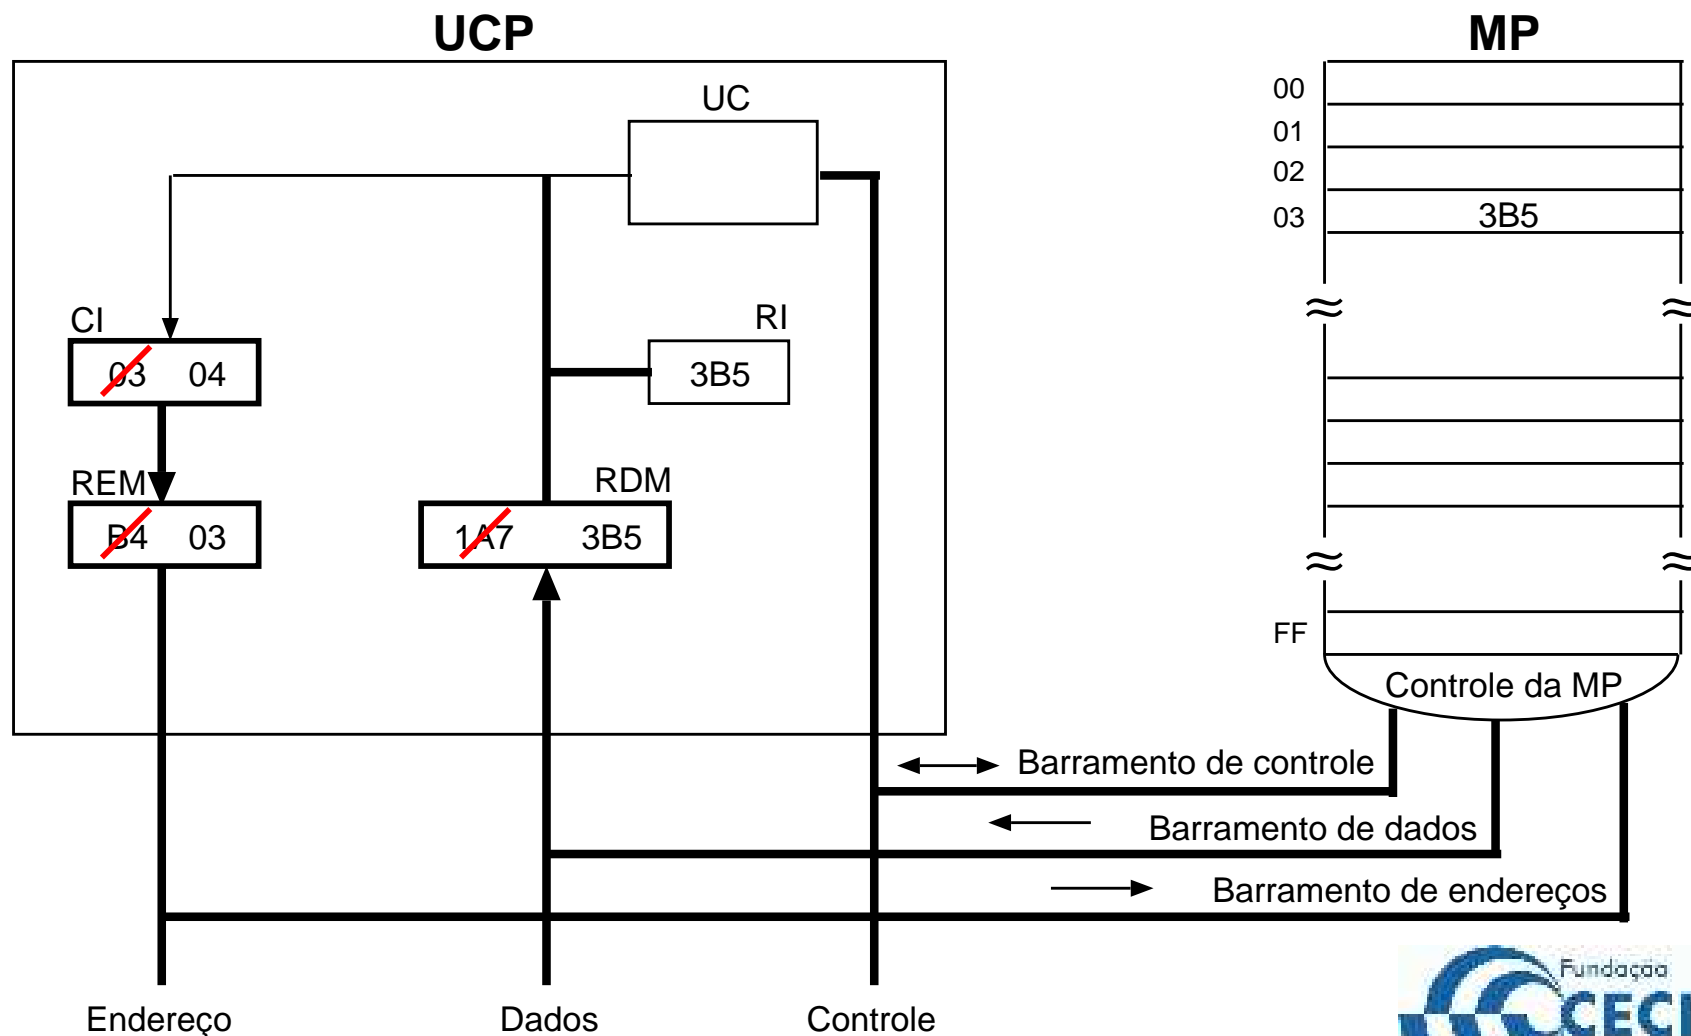 UCP
MP
UC
00
01
02
03 3B5
CI
RI
03 04
3B5
REM
RDM
B4 03
1A7 3B5
FF
Controle da MP
Barramento de controle
Barramento de dados
Barramento de endereços
Endereço
Dados
Controle
Fundação